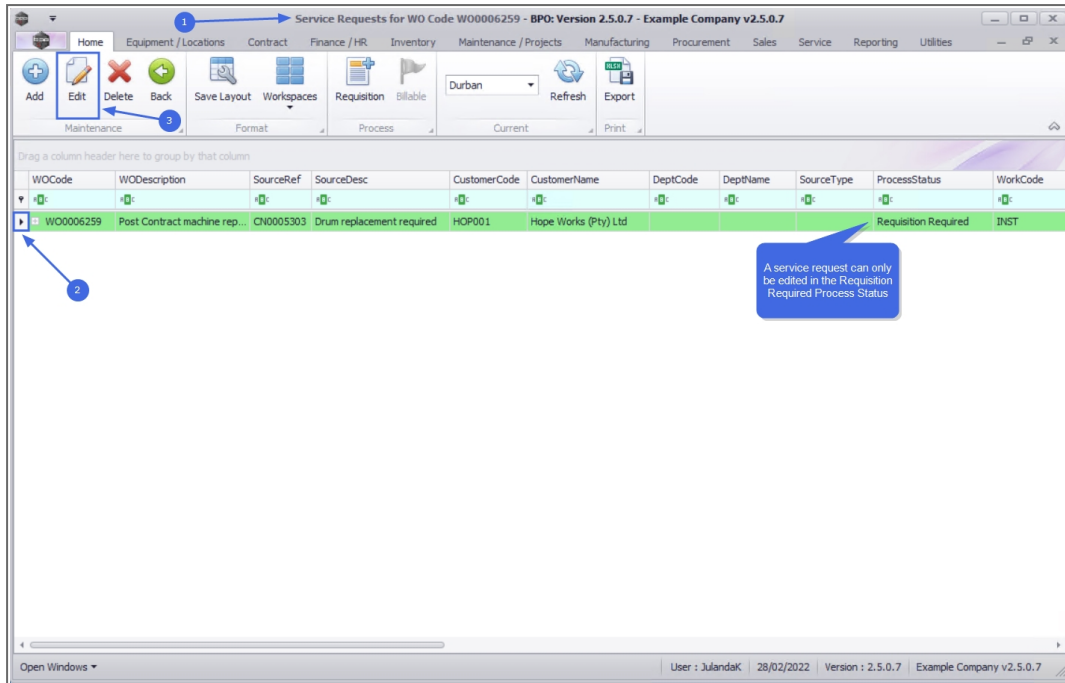 1
Service Requests for WO Code WO0006259 - BPO: Version 2.5.0.7 - Example Company v2.5.0.7
Home Equipment / Locations Contract Finance / HR Inventory Maintenance / Projects Manufacturing Procurement Sales Service Reporting Utilities
Add Edit Delete Back Save Layout Workspaces Requisition Billable Durban Refresh Export
3
Maintenance Format Process Current Print
Drag a column header here to group by that column
WOCode WODescription SourceRef SourceDesc CustomerCode CustomerName DeptCode DeptName SourceType ProcessStatus WorkCode
WO0006259 Post Contract machine rep... CN0005303 Drum replacement required HOP001 Hope Works (Pty) Ltd Requisition Required INST
A service request can only
be edited in the Requisition
Required Process Status
2
Open Windows User : JulandaK 28/02/2022 Version : 2.5.0.7 Example Company v2.5.0.7